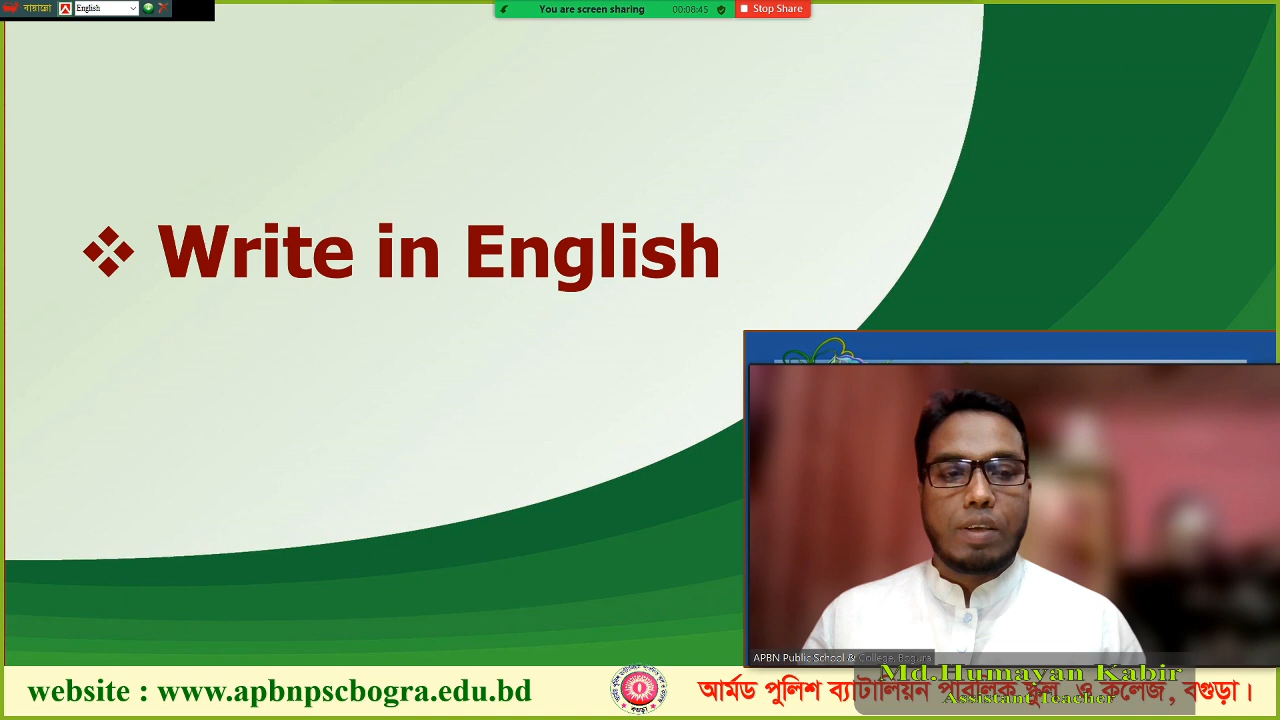 বায়ান্নো English
You are screen sharing 00:08:45 Stop Share
❖ Write in English
APBN Public School & College, Bogura
Md.Humayan Kabir
Assistant Teacher
website : www.apbnpscbogra.edu.bd
আর্মড পুলিশ ব্যাটালিয়ন পাবলিক স্কুল ও কলেজ, বগুড়া।
বগুড়া